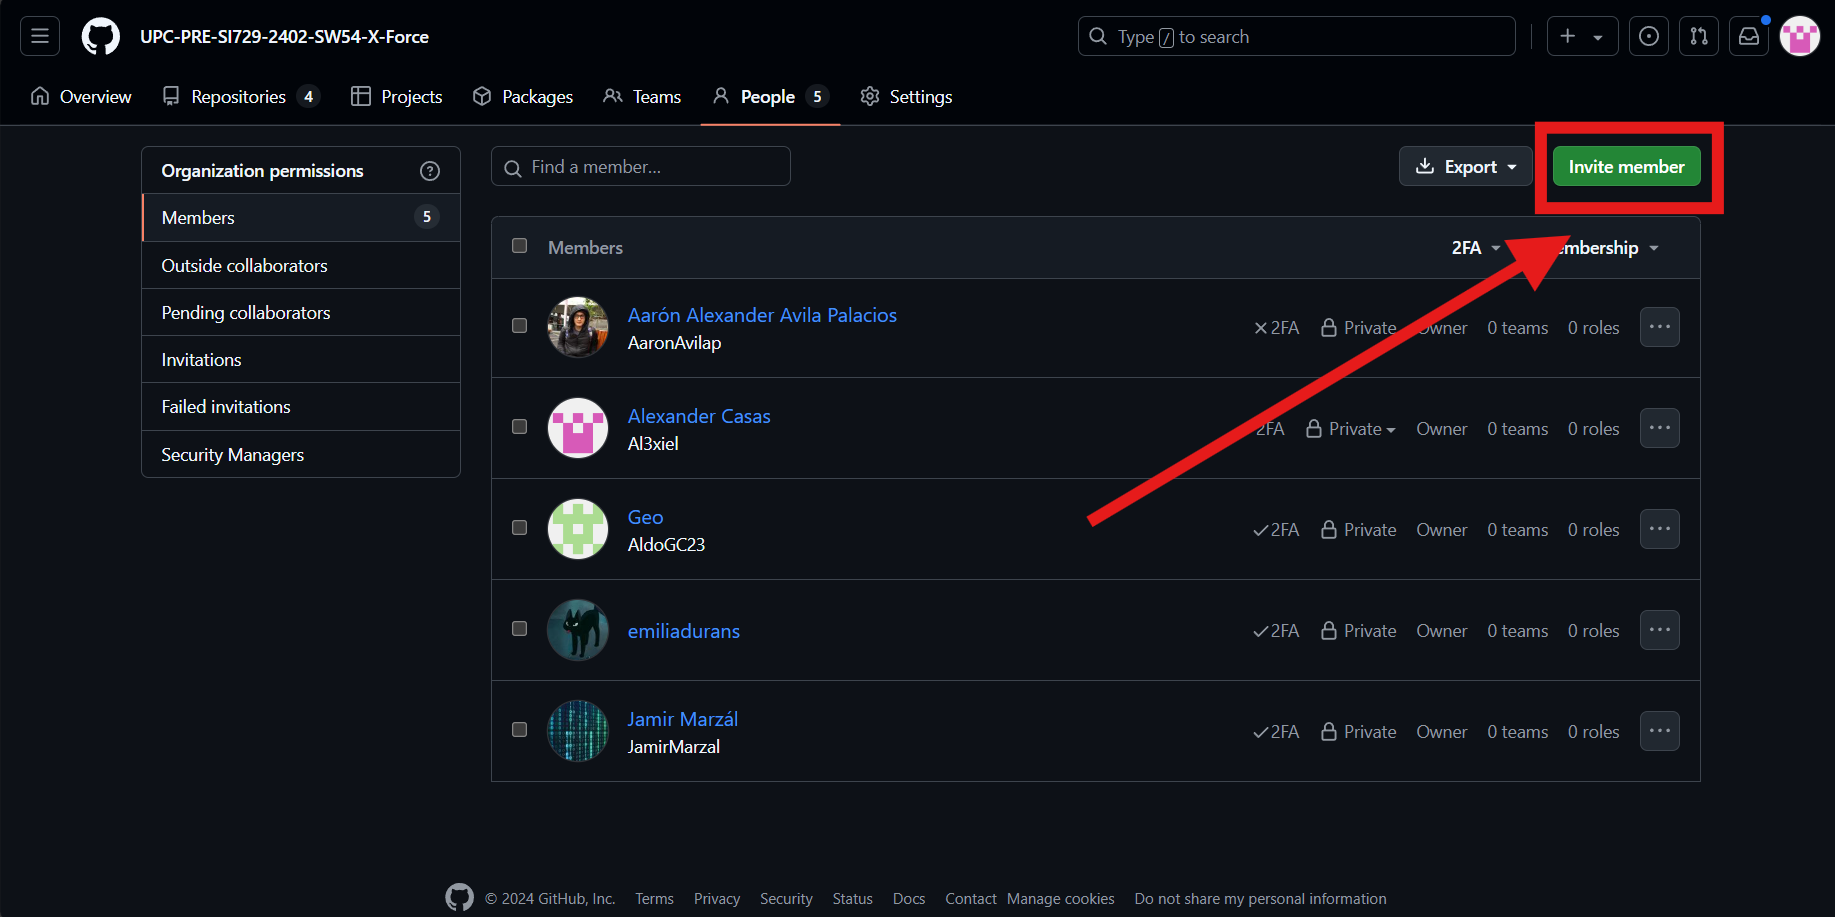 UPC-PRE-SI729-2402-SW54-X-Force
Type / to search
Overview
Repositories 4
Projects
Packages
Teams
People 5
Settings
Organization permissions
Members 5
Outside collaborators
Pending collaborators
Invitations
Failed invitations
Security Managers
Find a member...
Export
Invite member
Members
2FA
embership
Aarón Alexander Avila Palacios
AaronAvilap
2FA Private Owner 0 teams 0 roles
Alexander Casas
Al3xiel
2FA Private Owner 0 teams 0 roles
Geo
AldoGC23
2FA Private Owner 0 teams 0 roles
emiliadurans
2FA Private Owner 0 teams 0 roles
Jamir Marzál
JamirMarzal
2FA Private Owner 0 teams 0 roles
© 2024 GitHub, Inc. Terms Privacy Security Status Docs Contact Manage cookies Do not share my personal information